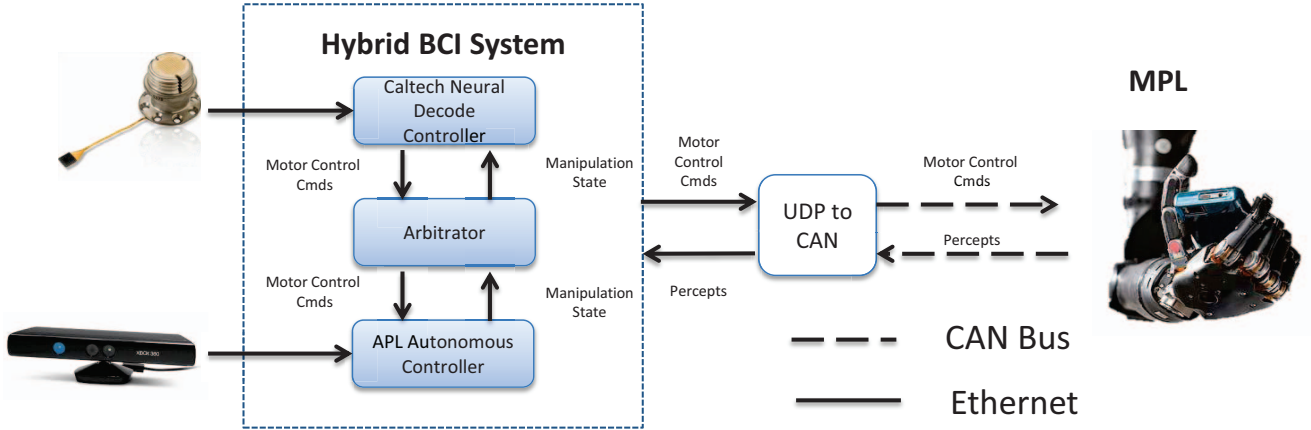 Hybrid BCI System
Caltech Neural
Decode
Controller
Motor Control
Cmds
Manipulation
State
Arbitrator
Motor Control
Cmds
Manipulation
State
APL Autonomous
Controller
XBOX 360
Motor
Control
Cmds
Percepts
UDP to
CAN
Motor Control
Cmds
Percepts
MPL
CAN Bus
Ethernet